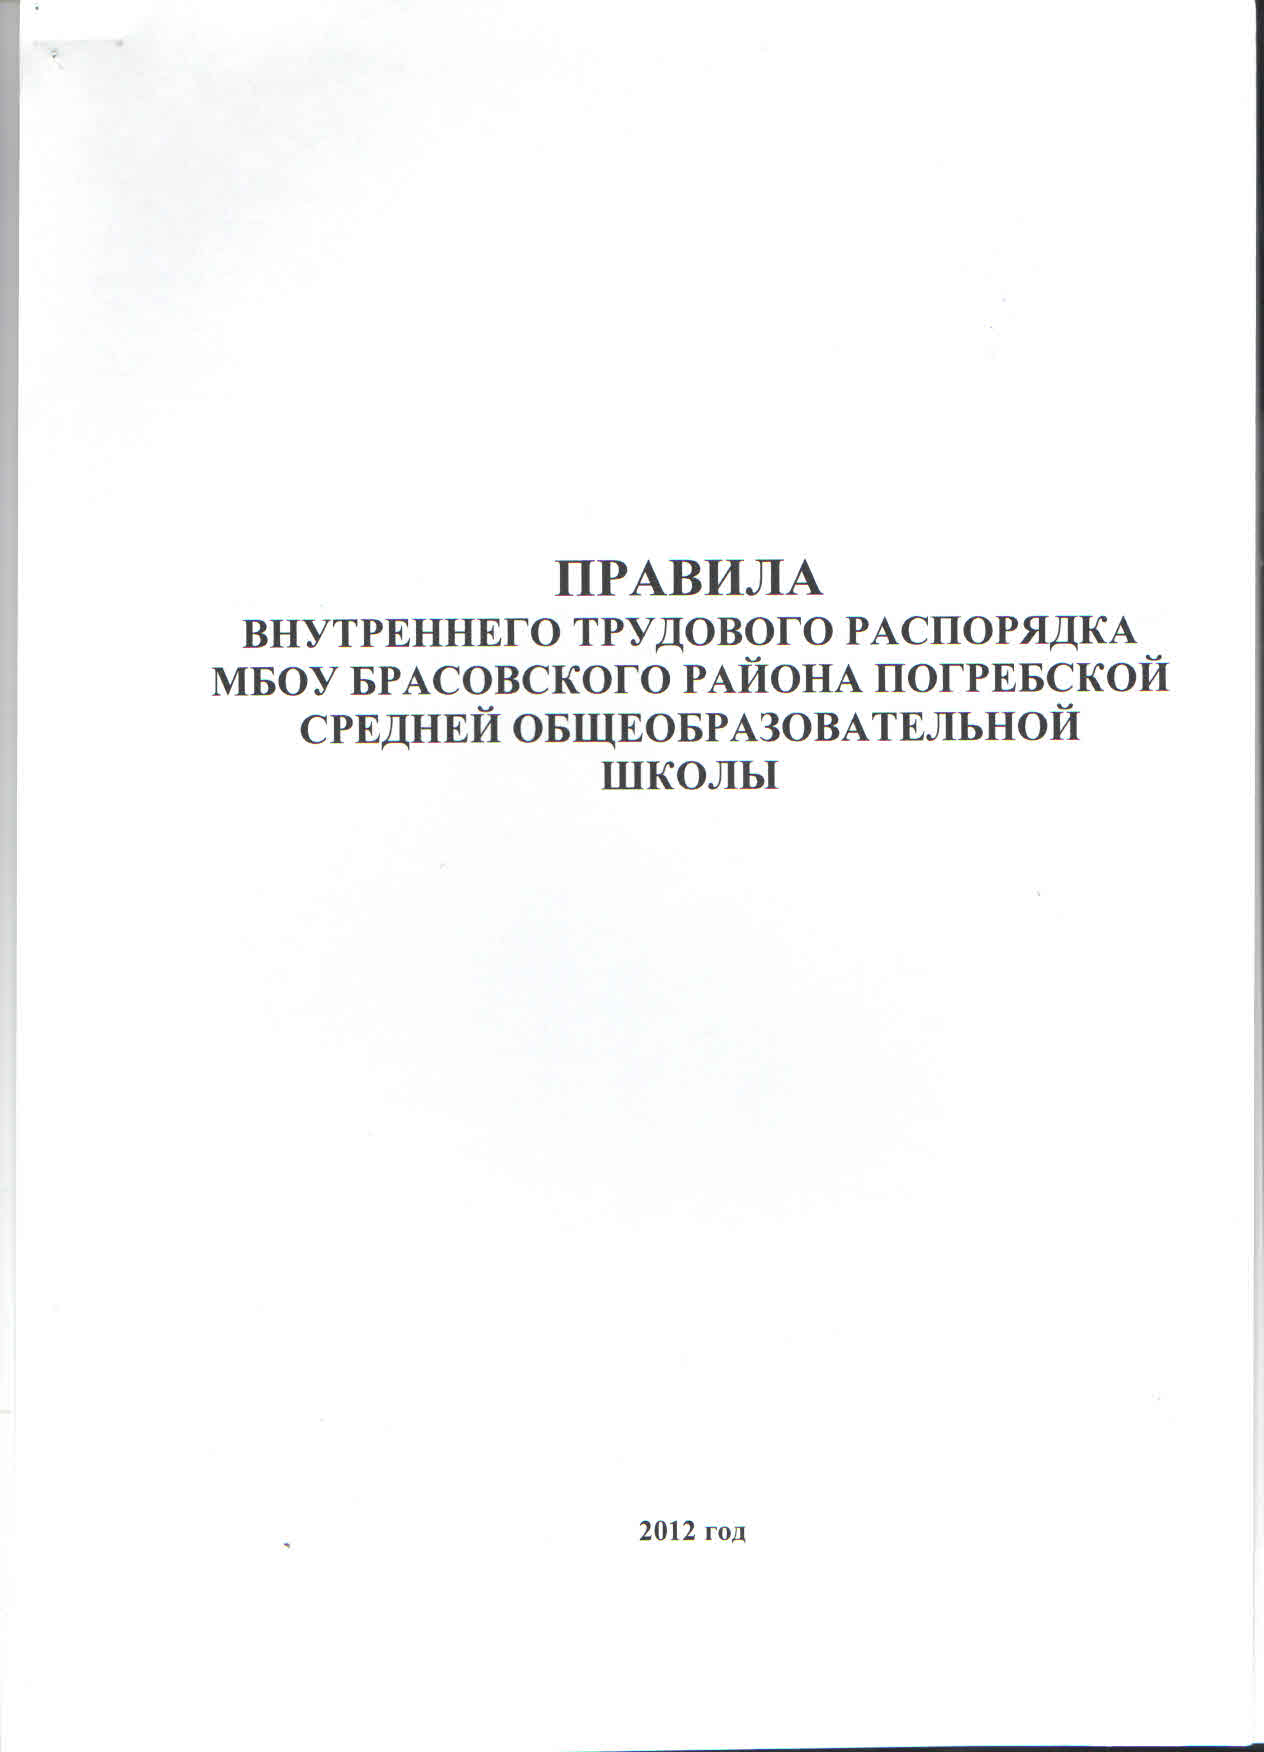 ПРАВИЛА
ВНУТРЕННЕГО ТРУДОВОГО РАСПОРЯДКА
МБОУ БРАСОВСКОГО РАЙОНА ПОГРЕБСКОЙ
СРЕДНЕЙ ОБЩЕОБРАЗОВАТЕЛЬНОЙ
ШКОЛЫ
2012 год